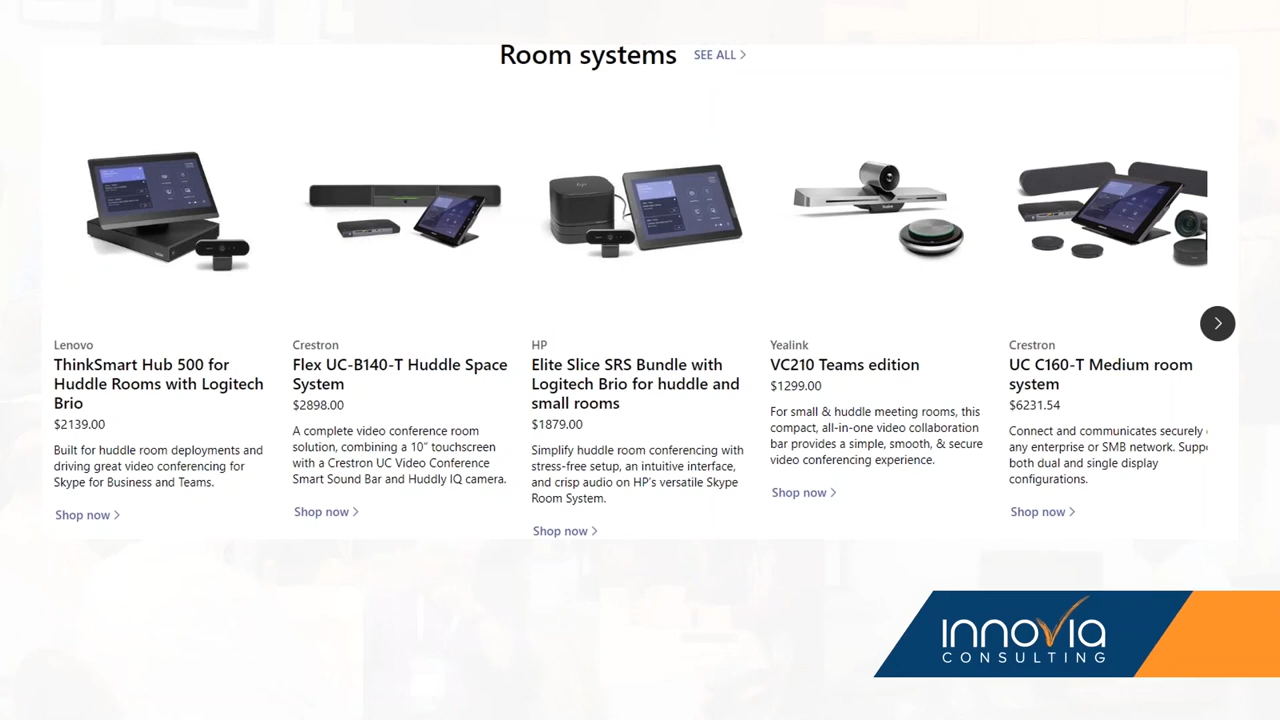 Room systems SEE ALL
Lenovo
ThinkSmart Hub 500 for
Huddle Rooms with Logitech
Brio
$2139.00
Built for huddle room deployments and
driving great video conferencing for
Skype for Business and Teams.
Shop now
Crestron
Flex UC-B140-T Huddle Space
System
$2898.00
A complete video conference room
solution, combining a 10” touchscreen
with a Crestron UC Video Conference
Smart Sound Bar and Huddly IQ camera.
Shop now
HP
Elite Slice SRS Bundle with
Logitech Brio for huddle and
small rooms
$1879.00
Simplify huddle room conferencing with
stress-free setup, an intuitive interface,
and crisp audio on HP's versatile Skype
Room System.
Shop now
Yealink
VC210 Teams edition
$1299.00
For small & huddle meeting rooms, this
compact, all-in-one video collaboration
bar provides a simple, smooth, & secure
video conferencing experience.
Shop now
Crestron
UC C160-T Medium room
system
$6231.54
Connect and communicates securely
any enterprise or SMB network. Suppo
both dual and single display
configurations.
Shop now
INNOVIA
CONSULTING